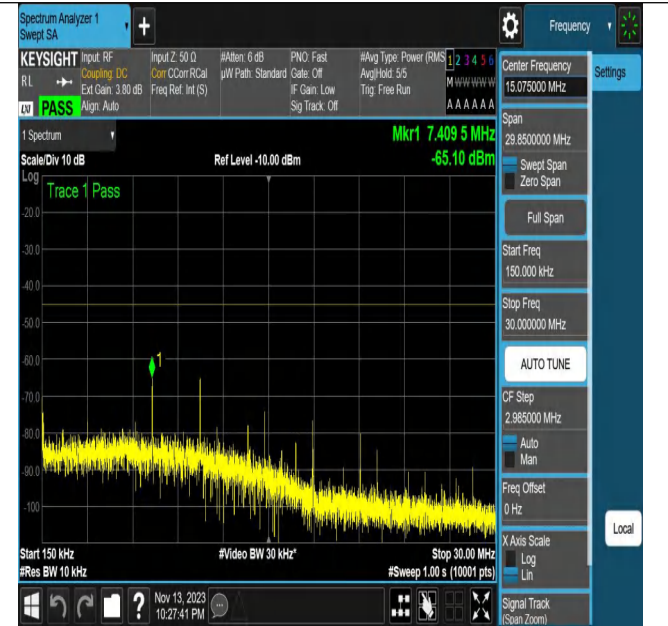 Spectrum Analyzer 1
Swept SA
+
Frequency
KEYSIGHT
RL
LXI
PASS
Input: RF
Coupling: DC
Ext Gain: 3.80 dB
Align: Auto
Input Z: 50 Ω
Corr CCorr RCal
Freq Ref: Int (S)
#Atten: 6 dB
µW Path: Standard
PNO: Fast
Gate: Off
IF Gain: Low
Sig Track: Off
#Avg Type: Power (RMS
Avg|Hold: 5/5
Trig: Free Run
1 2 3 4 5 6
M W W W W W
A A A A A A
1 Spectrum
Scale/Div 10 dB
Ref Level -10.00 dBm
Mkr1 7.409 5 MHz
-65.10 dBm
Log
Trace 1 Pass
-20.0
-30.0
-40.0
-50.0
-60.0
-70.0
-80.0
-90.0
-100
1
Start 150 kHz
#Res BW 10 kHz
#Video BW 30 kHz*
Stop 30.00 MHz
#Sweep 1.00 s (10001 pts)
?
Nov 13, 2023
10:27:41 PM
Center Frequency
15.075000 MHz
Settings
Span
29.8500000 MHz
Swept Span
Zero Span
Full Span
Start Freq
150.000 kHz
Stop Freq
30.000000 MHz
AUTO TUNE
CF Step
2.985000 MHz
Auto
Man
Freq Offset
0 Hz
X Axis Scale
Log
Lin
Local
Signal Track
(Span Zoom)